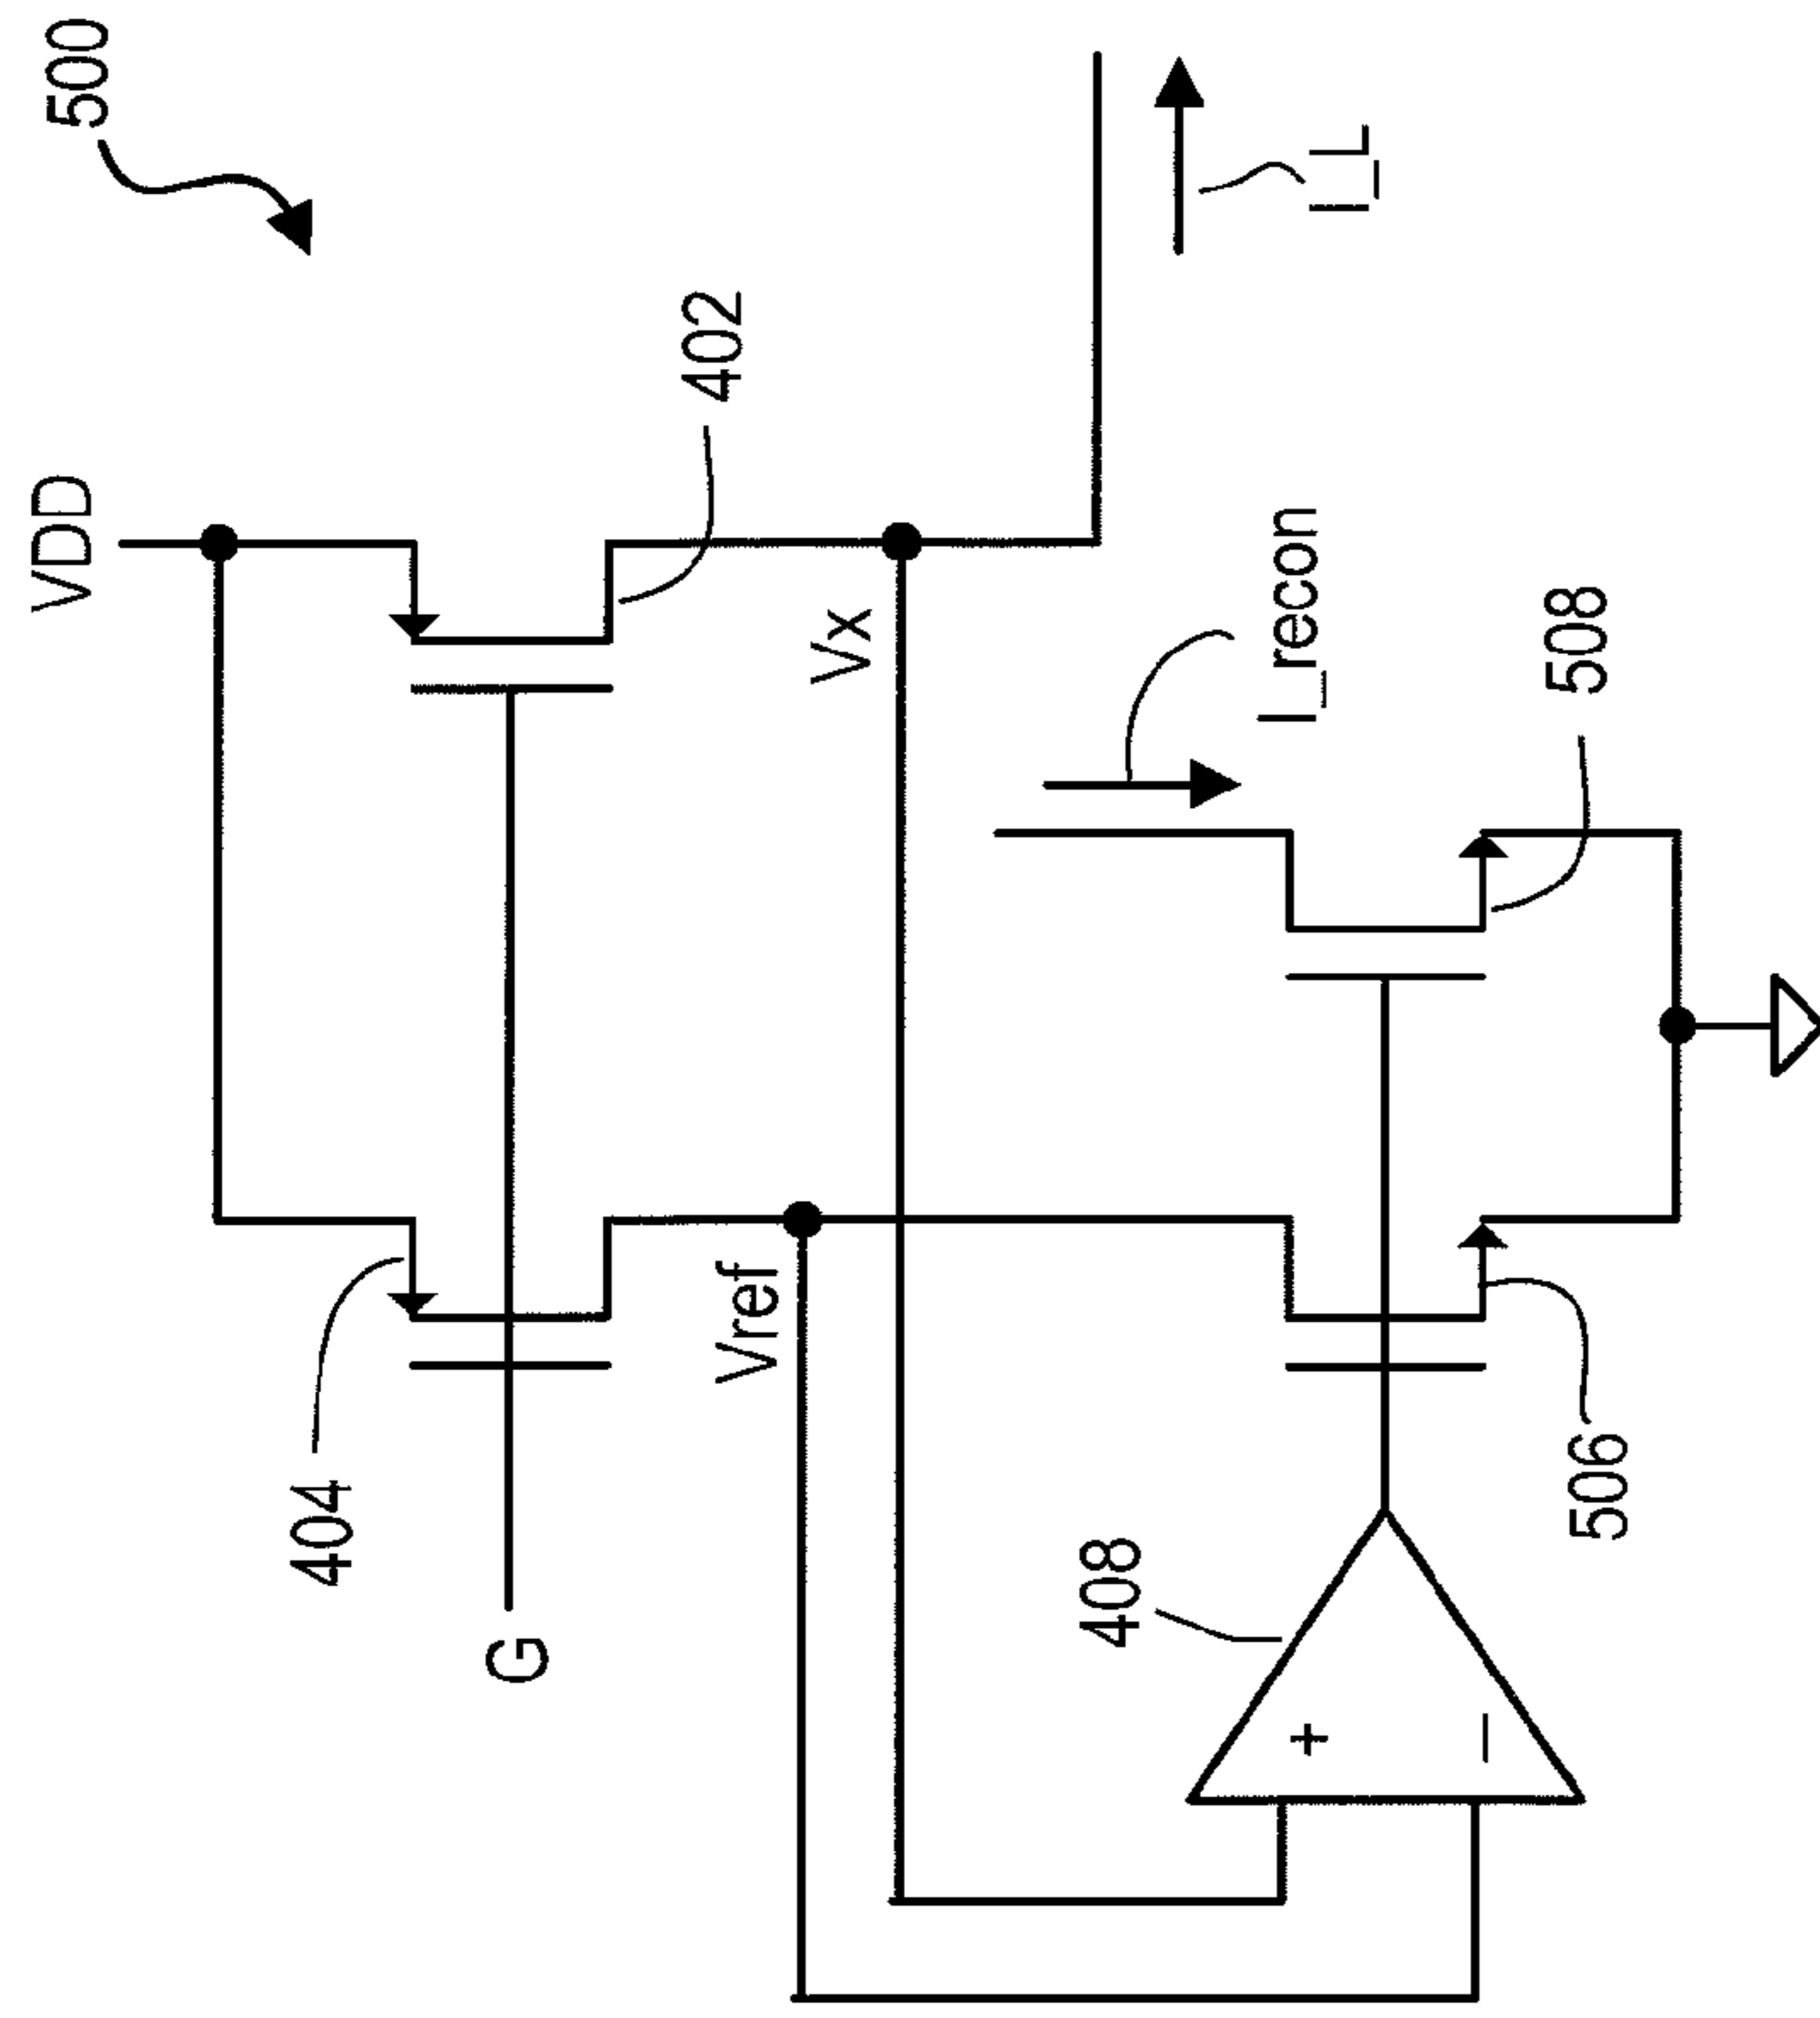 500
VDD
402
404
G
Vx
Vref
I_L
I_recon
508
408
+
–
506